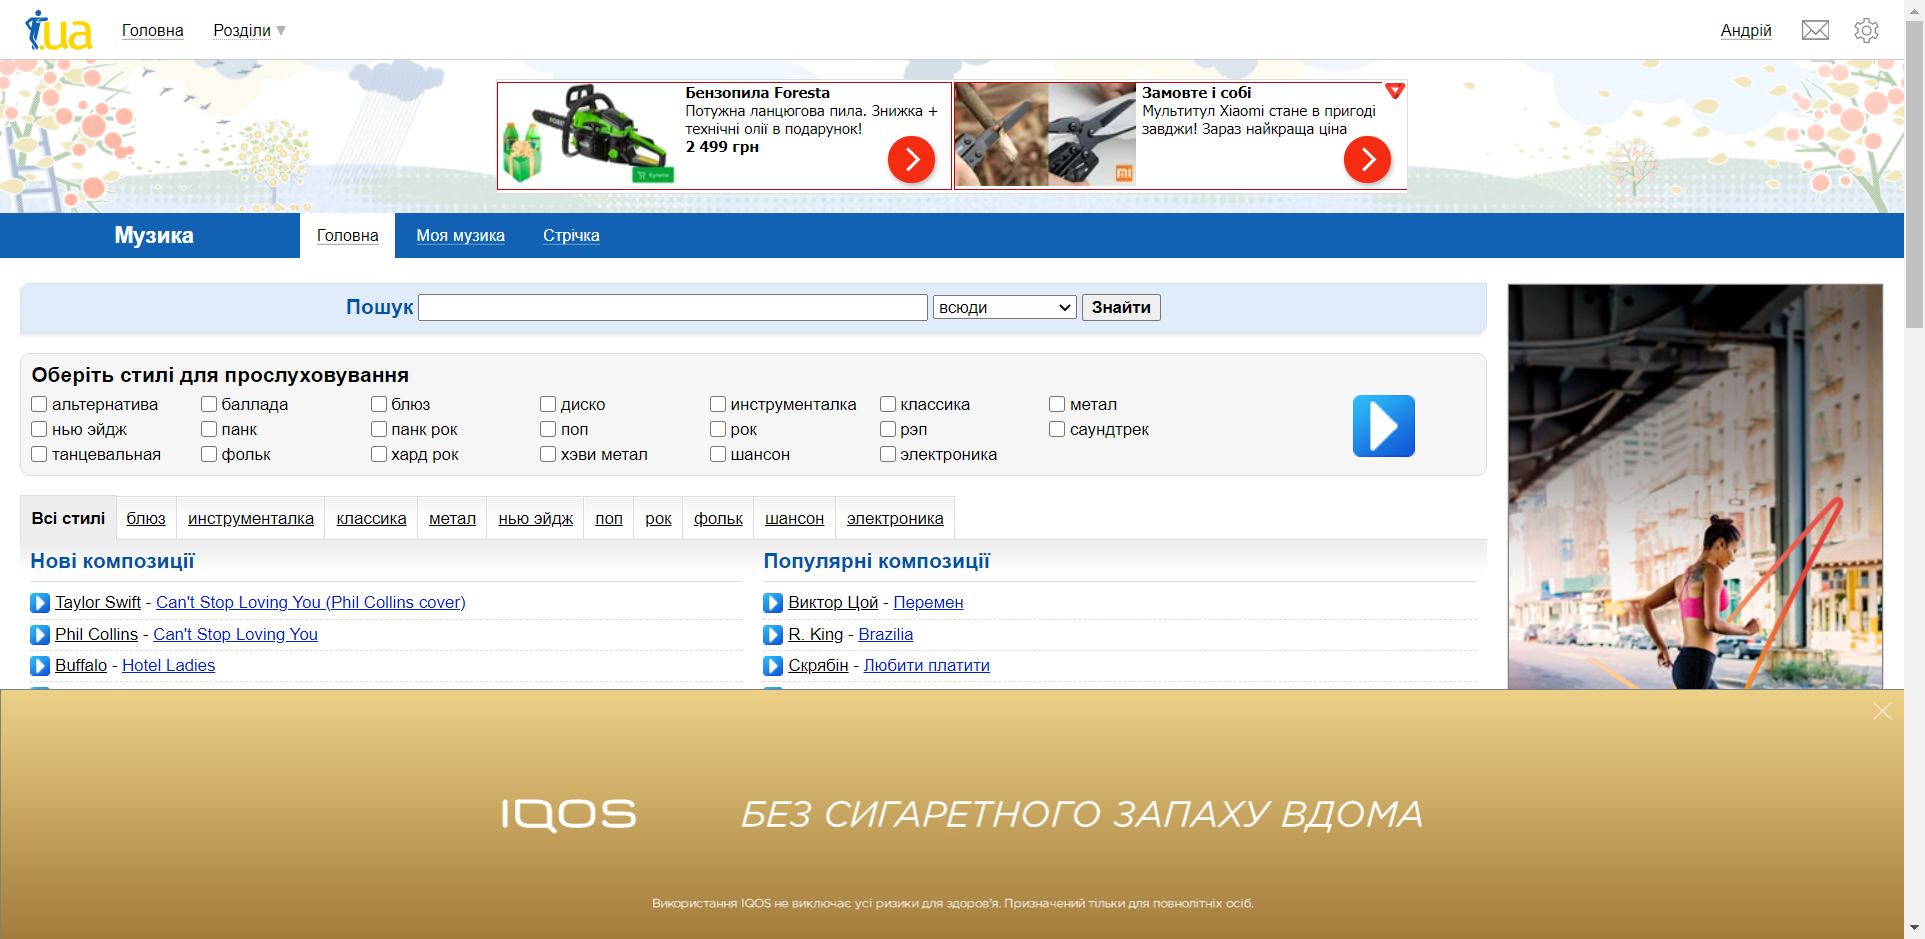 i.ua Головна Розділи Андрій
Бензопила Foresta
Потужна ланцюгова пила. Знижка +
технічні олії в подарунок!
2 499 грн
Купити
Замовте і собі
Мультитул Xiaomi стане в пригоді
завжди! Зараз найкраща ціна
Музика Головна Моя музика Стрічка
Пошук всюди Знайти
Оберіть стилі для прослуховування
альтернатива баллада блюз диско инструменталка классика метал
нью эйдж панк панк рок поп рок рэп саундтрек
танцевальная фольк хард рок хэви метал шансон электроника
Всі стилі блюз инструменталка классика метал нью эйдж поп рок фольк шансон электроника
Нові композиції
Taylor Swift - Can't Stop Loving You (Phil Collins cover)
Phil Collins - Can't Stop Loving You
Buffalo - Hotel Ladies
Популярні композиції
Виктор Цой - Перемен
R. King - Brazilia
Скрябін - Любити платити
IQOS БЕЗ СИГАРЕТНОГО ЗАПАХУ ВДОМА
Використання IQOS не виключає усі ризики для здоров'я. Призначений тільки для повнолітніх осіб.